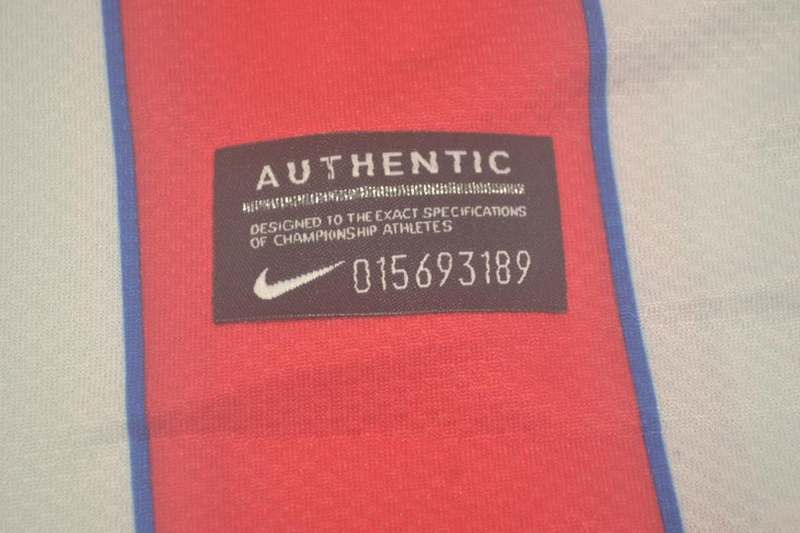 AUTHENTIC
DESIGNED TO THE EXACT SPECIFICATIONS
OF CHAMPIONSHIP ATHLETES
015693189